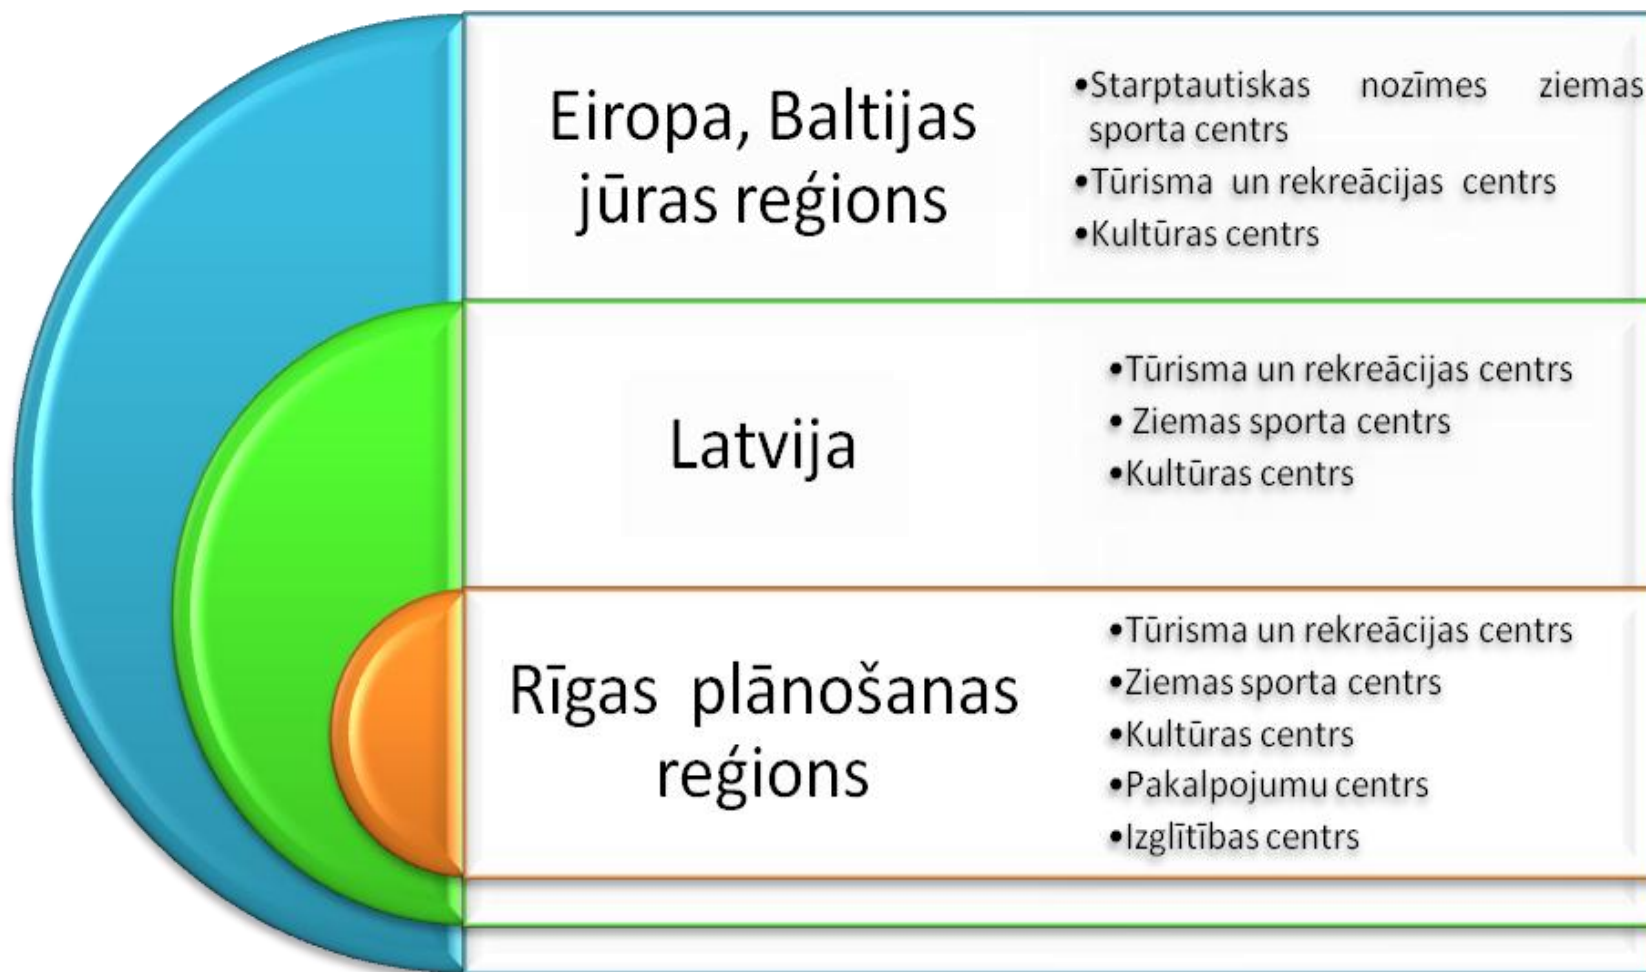 Eiropa, Baltijas
jūras reģions
•Starptautiskas nozīmes ziemas
sporta centrs
•Tūrisma un rekreācijas centrs
•Kultūras centrs
Latvija
•Tūrisma un rekreācijas centrs
• Ziemas sporta centrs
•Kultūras centrs
Rīgas plānošanas
reģions
•Tūrisma un rekreācijas centrs
•Ziemas sporta centrs
•Kultūras centrs
•Pakalpojumu centrs
•Izglītības centrs